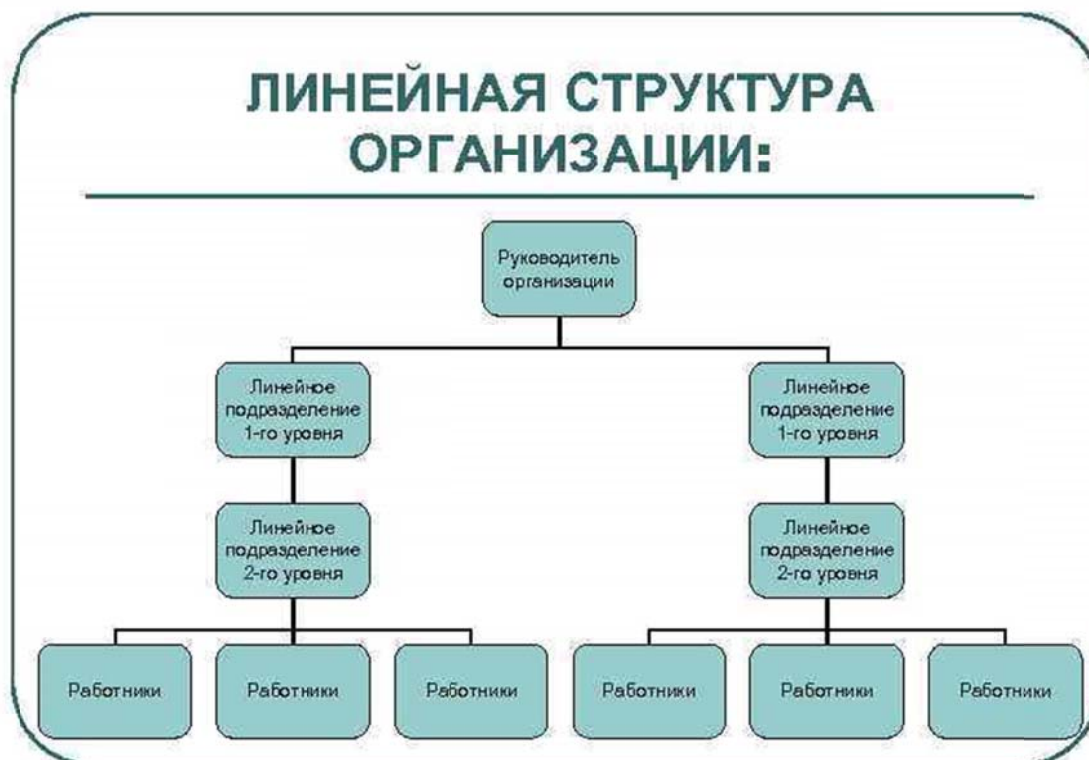 ЛИНЕЙНАЯ СТРУКТУРА
ОРГАНИЗАЦИИ:
Руководитель
организации
Линейное
подразделение
1-го уровня
Линейное
подразделение
1-го уровня
Линейное
подразделение
2-го уровня
Линейное
подразделение
2-го уровня
Работники
Работники
Работники
Работники
Работники
Работники